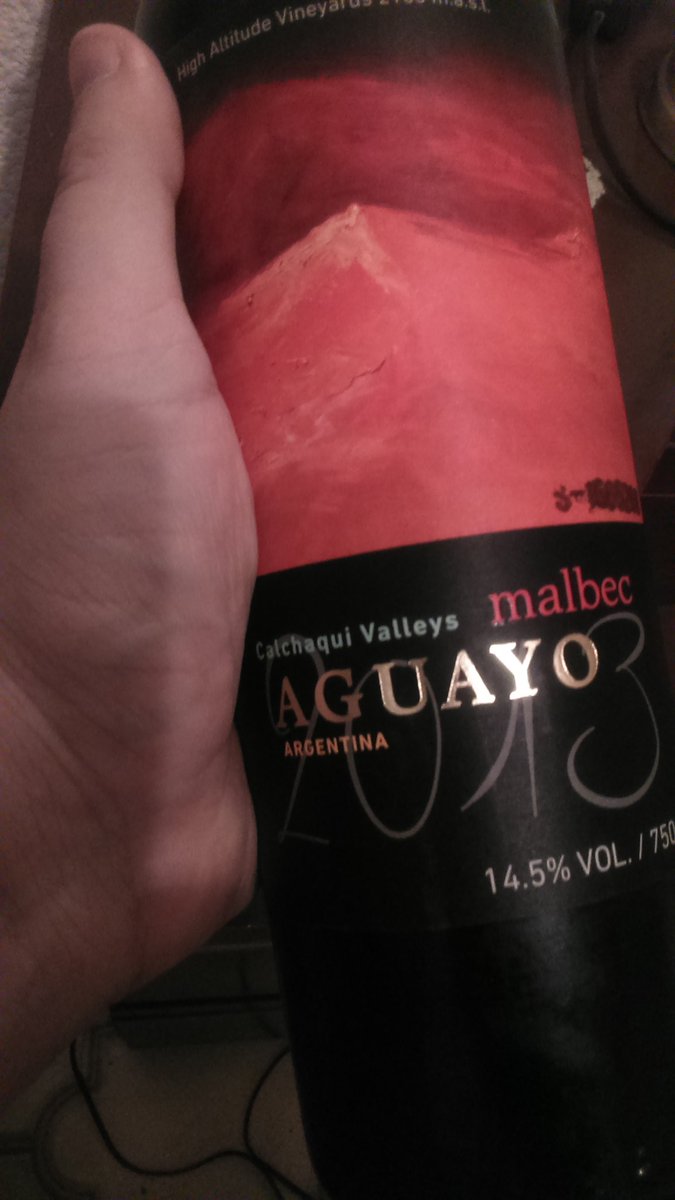 High Altitude Vineyards m.a.s.l.
malbec
Calchaqui Valleys
AGUAYO
2013
ARGENTINA
14.5% VOL. / 750